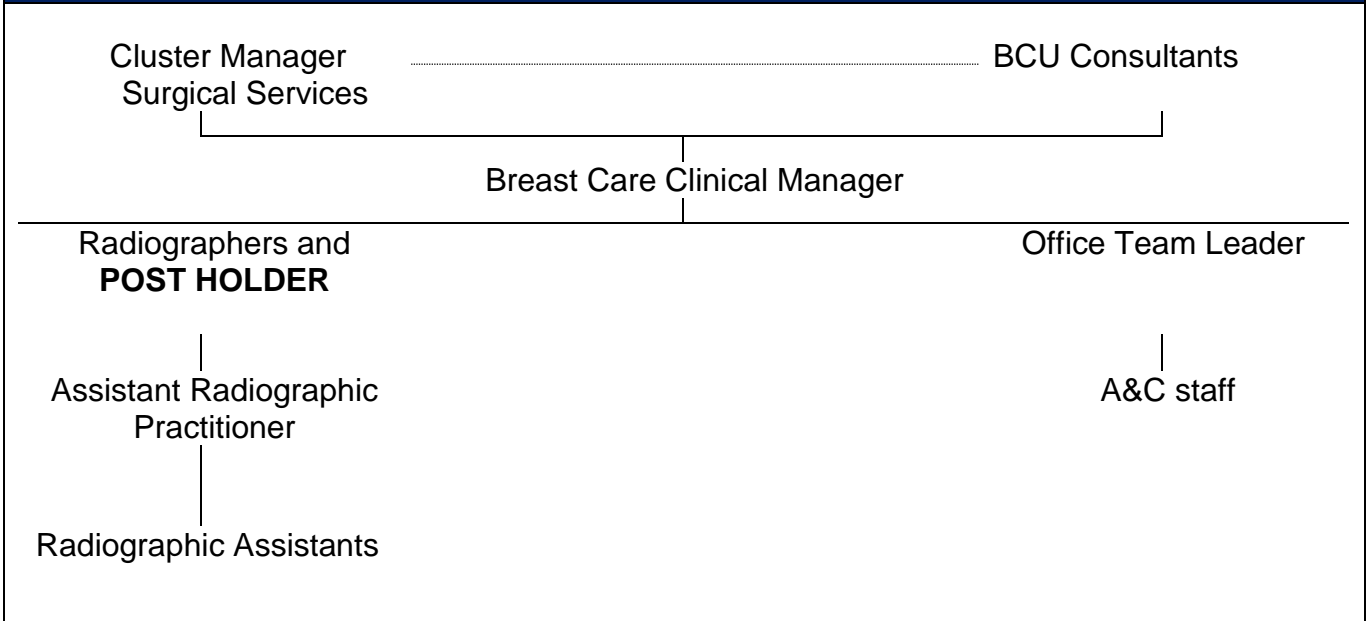 Cluster Manager
Surgical Services
BCU Consultants
Breast Care Clinical Manager
Radiographers and
POST HOLDER
Office Team Leader
Assistant Radiographic
Practitioner
A&C staff
Radiographic Assistants